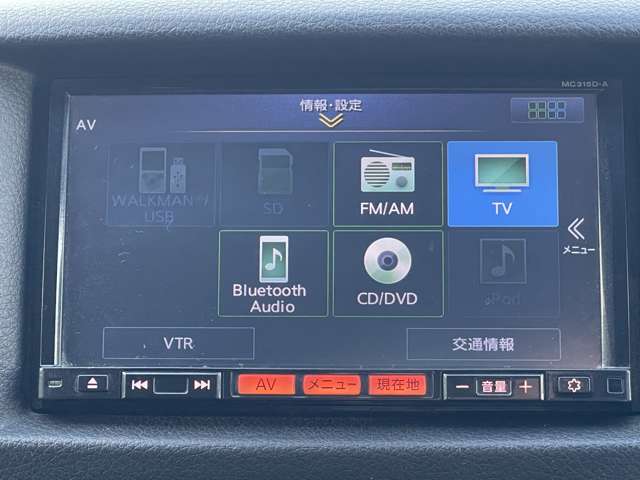 MC315D-A
情報・設定
AV
WALKMAN /
USB
SD
FM/AM
TV
メニュー
Bluetooth
Audio
CD/DVD
iPod
VTR
交通情報
AV
メニュー
現在地
− 音量 +